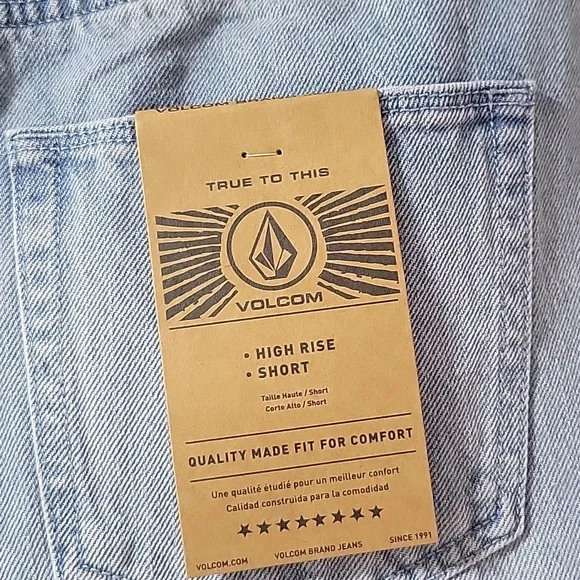 TRUE TO THIS
VOLCOM
• HIGH RISE
• SHORT
Taille Haute / Short
Corte Alto / Short
QUALITY MADE FIT FOR COMFORT
Une qualité étudié pour un meilleur confort
Calidad construida para la comodidad
VOLCOM.COM
VOLCOM BRAND JEANS
SINCE 1991